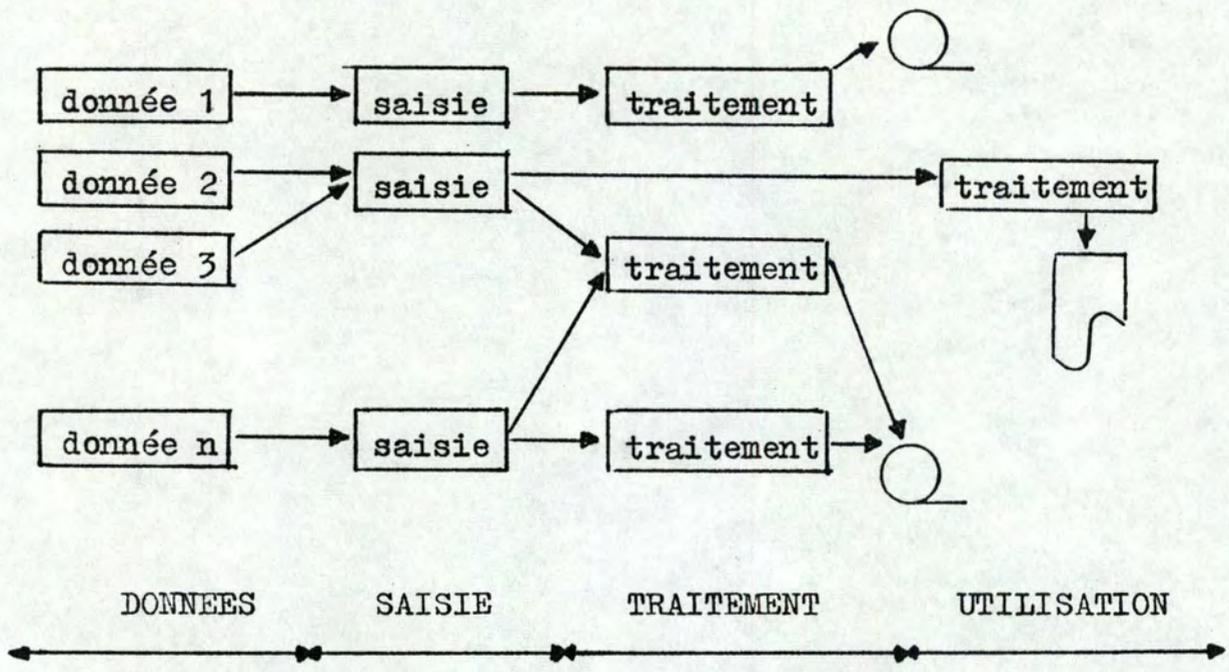 donnée 1 saisie traitement
donnée 2 saisie traitement
donnée 3 traitement
donnée n saisie traitement
DONNEES SAISIE TRAITEMENT UTILISATION